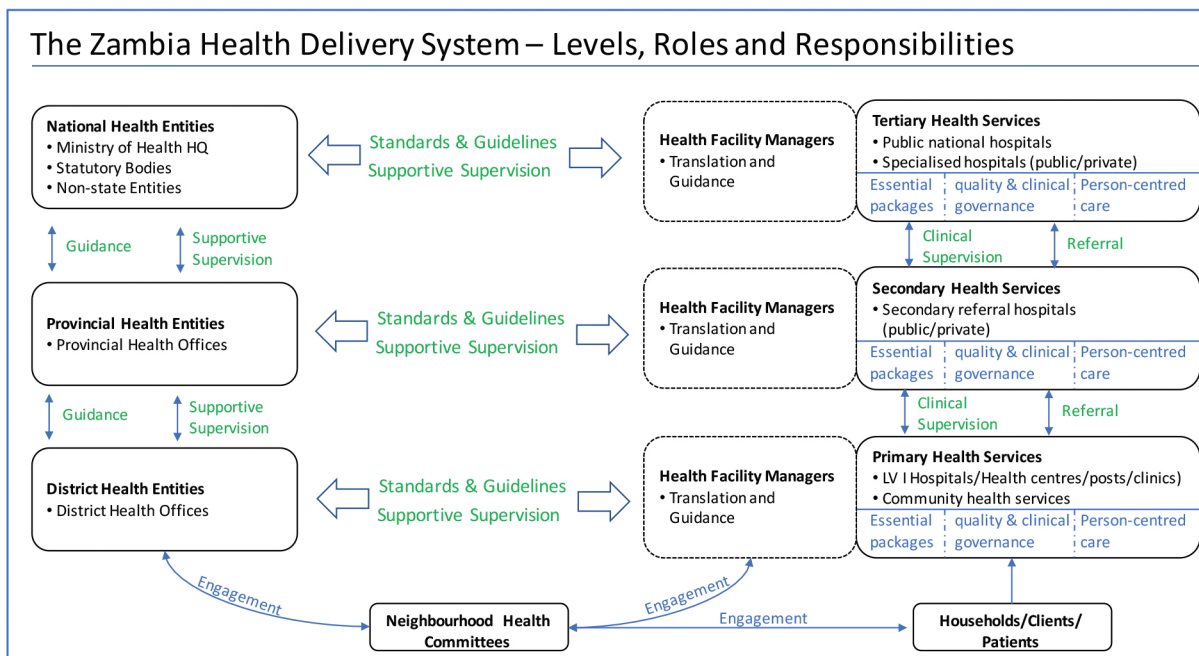 The Zambia Health Delivery System – Levels, Roles and Responsibilities
National Health Entities
• Ministry of Health HQ
• Statutory Bodies
• Non-state Entities
Standards & Guidelines
Supportive Supervision
Health Facility Managers
• Translation and
Guidance
Tertiary Health Services
• Public national hospitals
• Specialised hospitals (public/private)
Essential
packages
quality & clinical
governance
Person-centred
care
Guidance
Supportive
Supervision
Clinical
Supervision
Referral
Provincial Health Entities
• Provincial Health Offices
Standards & Guidelines
Supportive Supervision
Health Facility Managers
• Translation and
Guidance
Secondary Health Services
• Secondary referral hospitals
(public/private)
Essential
packages
quality & clinical
governance
Person-centred
care
Guidance
Supportive
Supervision
Clinical
Supervision
Referral
District Health Entities
• District Health Offices
Standards & Guidelines
Supportive Supervision
Health Facility Managers
• Translation and
Guidance
Primary Health Services
• LV I Hospitals/Health centres/posts/clinics)
• Community health services
Essential
packages
quality & clinical
governance
Person-centred
care
Engagement
Neighbourhood Health
Committees
Engagement
Engagement
Households/Clients/
Patients